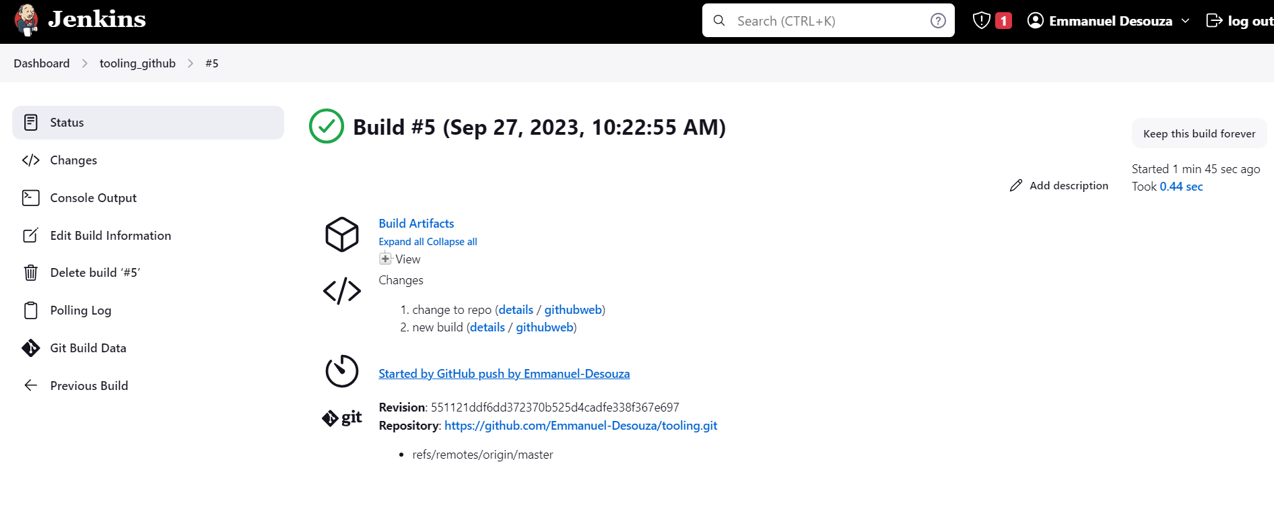 Jenkins
Search (CTRL+K)
1
Emmanuel Desouza
log out
Dashboard
tooling_github
#5
Status
Changes
Console Output
Edit Build Information
Delete build ‘#5’
Polling Log
Git Build Data
Previous Build
Build #5 (Sep 27, 2023, 10:22:55 AM)
Keep this build forever
Started 1 min 45 sec ago
Took 0.44 sec
Add description
Build Artifacts
Expand all Collapse all
View
Changes
1. change to repo (details / githubweb)
2. new build (details / githubweb)
Started by GitHub push by Emmanuel-Desouza
git
Revision: 551121ddf6dd372370b525d4cadfe338f367e697
Repository: https://github.com/Emmanuel-Desouza/tooling.git
• refs/remotes/origin/master